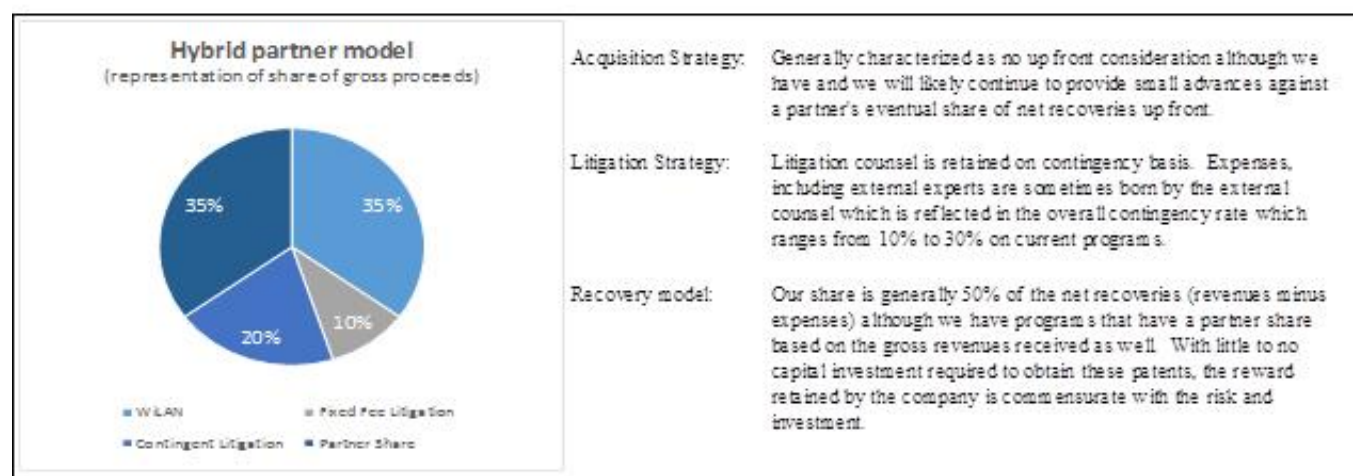 Hybrid partner model
(representation of share of gross proceeds)
35%
35%
20%
10%
WiLAN
Fixed Fee Litigation
Contingent Litigation
Partner Share
Acquisition Strategy:
Generally characterized as no up front consideration although we
have and we will likely continue to provide small advances against
a partner's eventual share of net recoveries up front.
Litigation Strategy:
Litigation counsel is retained on contingency basis. Expenses,
including external experts are sometimes born by the external
counsel which is reflected in the overall contingency rate which
ranges from 10% to 30% on current programs.
Recovery model:
Our share is generally 50% of the net recoveries (revenues minus
expenses) although we have programs that have a partner share
based on the gross revenues received as well. With little to no
capital investment required to obtain these patents, the reward
retained by the company is commensurate with the risk and
investment.